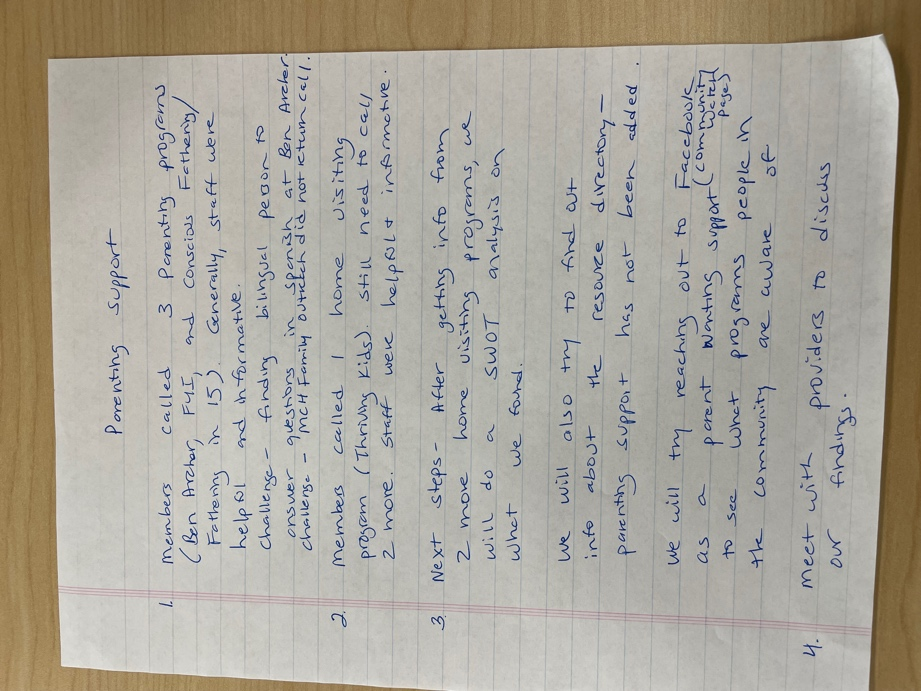 Parenting Support
1. Members called 3 Parenting programs
(Ben Archer, FYI, and Conscious Fathering/
Fathering in 15). Generally, staff were
helpful and informative.
challenge - finding bilingual person to
answer questions in Spanish at Ben Archer.
challenge - MCH Family outreach did not return call.
2. Members called 1 home visiting
program (Thriving Kids). still need to call
2 more. Staff were helpful & informative.
3. Next steps - After getting info from
2 more home visiting programs, we
will do a SWOT analysis on
what we found.
We will also try to find out
info about the resource directory -
parenting support has not been added.
We will try reaching out to Facebook
as a parent wanting support (community
watch
pages)
to see what programs people in
the community are aware of
4. Meet with providers to discuss
our findings.